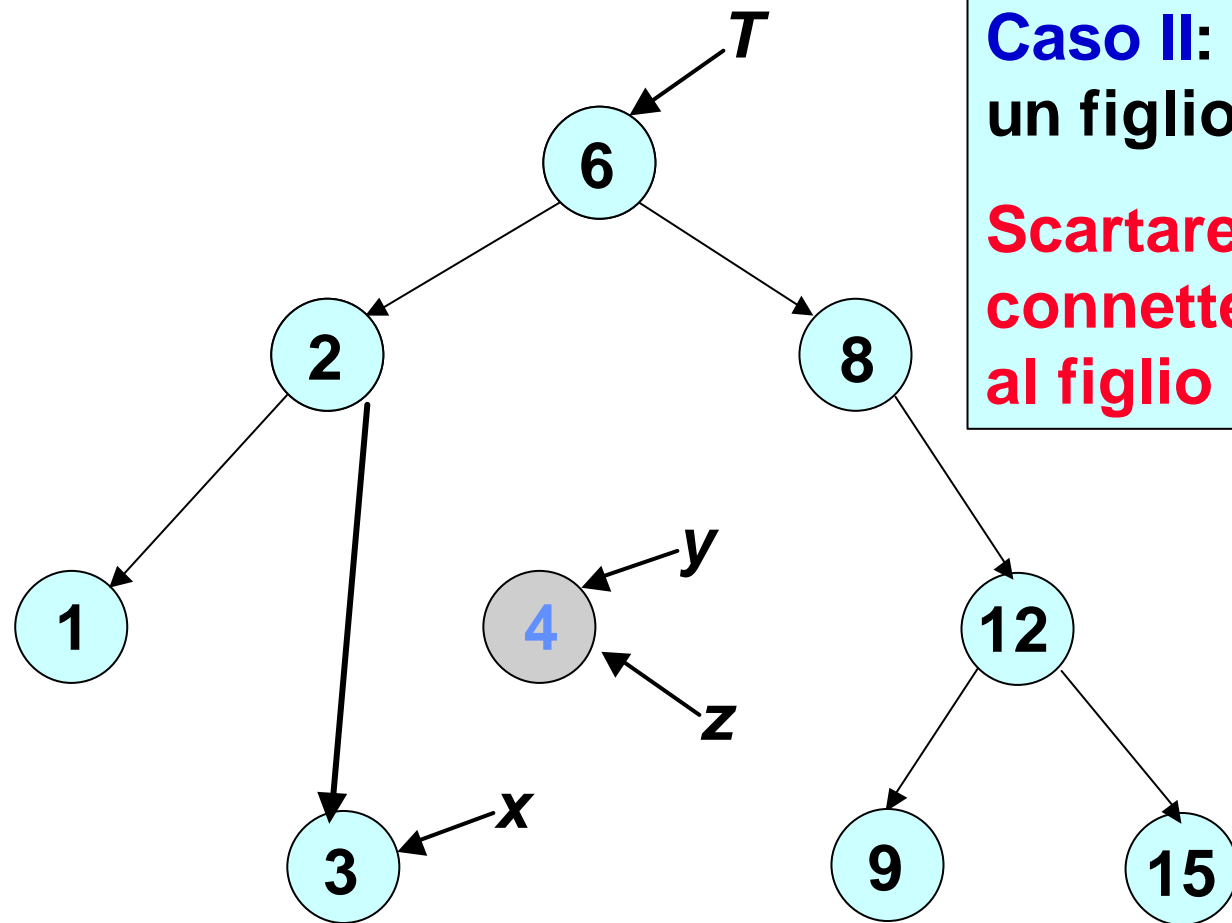 T
Caso II:
un figlio
Scartare
connette
al figlio
6
2
8
y
1
4
12
z
x
3
9
15